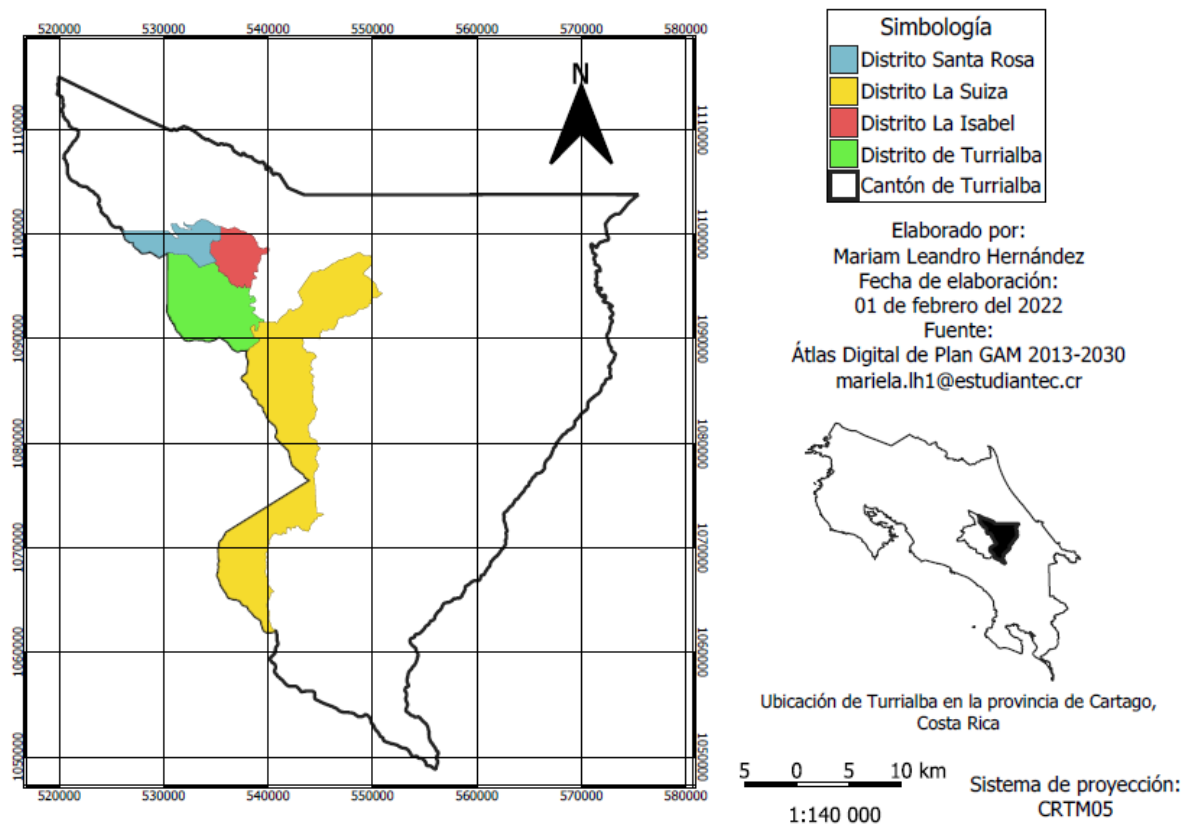 520000 530000 540000 550000 560000 570000 580000
1110000 1110000
1100000 1100000
1090000 1090000
1080000 1080000
1070000 1070000
1060000 1060000
1050000 1050000
520000 530000 540000 550000 560000 570000 580000
N
Simbología
Distrito Santa Rosa
Distrito La Suiza
Distrito La Isabel
Distrito de Turrialba
Cantón de Turrialba
Elaborado por:
Mariam Leandro Hernández
Fecha de elaboración:
01 de febrero del 2022
Fuente:
Átlas Digital de Plan GAM 2013-2030
mariela.lh1@estudiantec.cr
Ubicación de Turrialba en la provincia de Cartago,
Costa Rica
5 0 5 10 km
1:140 000
Sistema de proyección:
CRTM05